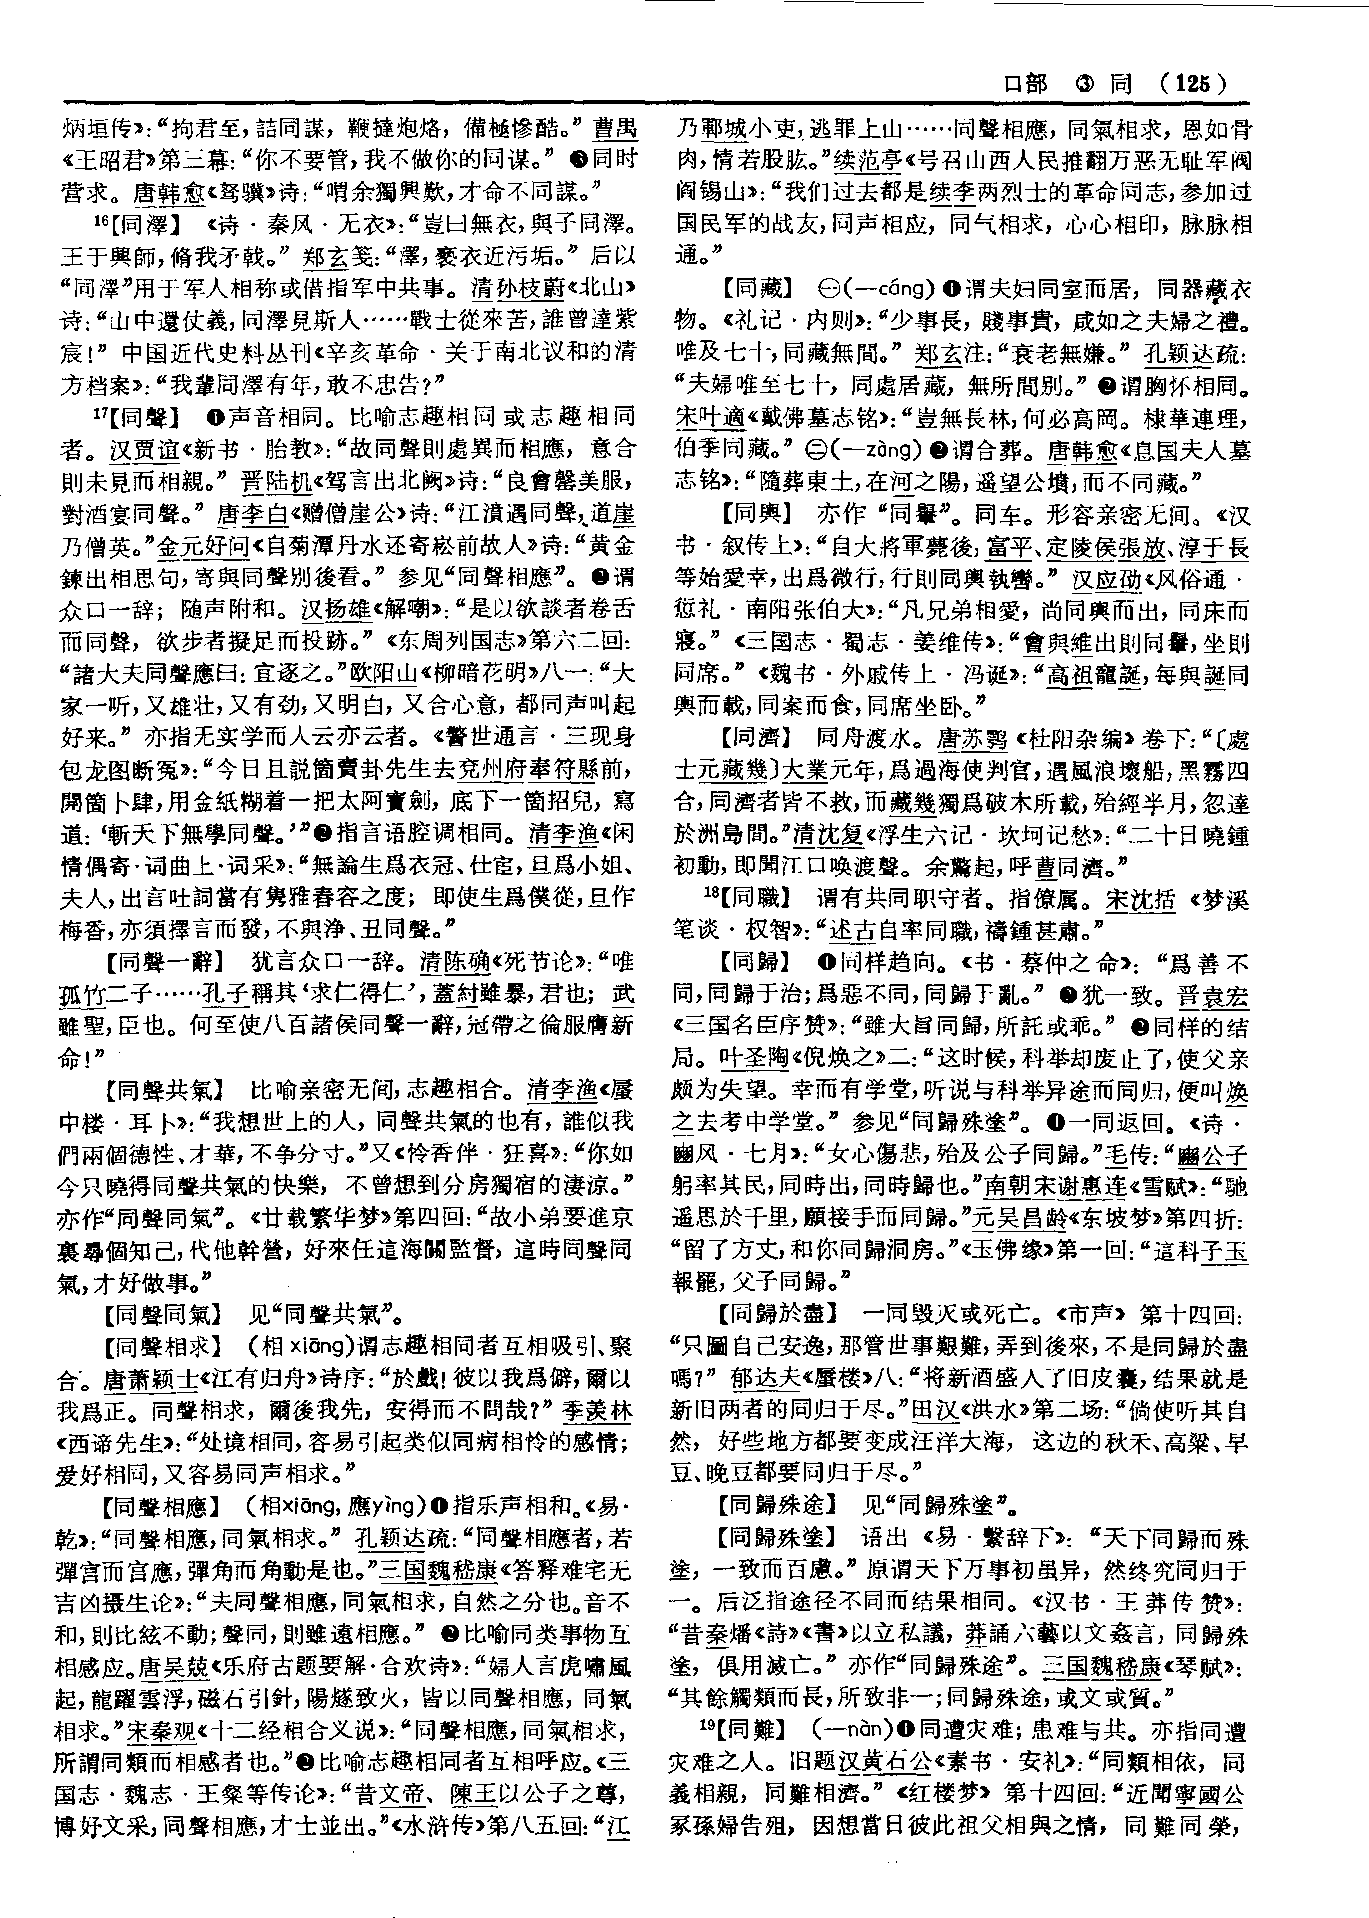 口部 ③ 同 （125）
炳垣传》：“拘君至，詰同謀，鞭撻炮烙，備極慘酷。”曹禺
《王昭君》第三幕：“你不要管，我不做你的同谋。”❸同时
营求。唐韩愈《驽骥》诗：“喟余獨興歎，才命不同謀。”
16【同澤】 《诗·秦风·无衣》：“豈曰無衣，與子同澤。
王于興師，脩我矛戟。”郑玄笺：“澤，褻衣近污垢。”后以
“同澤”用于军人相称或借指军中共事。清孙枝蔚《北山》
诗：“山中還仗義，同澤見斯人……戰士從來苦，誰曾達紫
宸！”中国近代史料丛刊《辛亥革命·关于南北议和的清
方档案》：“我輩同澤有年，敢不忠告？”
17【同聲】 ❶声音相同。比喻志趣相同或志趣相同
者。汉贾谊《新书·胎教》：“故同聲則處異而相應，意合
則未見而相親。”晋陆机《驾言出北阙》诗：“良會罄美服，
對酒宴同聲。”唐李白《赠僧崖公》诗：“江濆遇同聲，道崖
乃僧英。”金元好问《自菊潭丹水还寄崧前故人》诗：“黄金
鍊出相思句，寄與同聲别後看。”参见“同聲相應”。❷谓
众口一辞；随声附和。汉扬雄《解嘲》：“是以欲談者卷舌
而同聲，欲步者擬足而投跡。”《东周列国志》第六二回：
“諸大夫同聲應曰：宜逐之。”欧阳山《柳暗花明》八一：“大
家一听，又雄壮，又有劲，又明白，又合心意，都同声叫起
好来。”亦指无实学而人云亦云者。《警世通言·三现身
包龙图断冤》：“今日且説箇賣卦先生去兗州府奉符縣前，
開箇卜肆，用金紙糊着一把太阿寶劍，底下一箇招兒，寫
道：‘斬天下無學同聲。’”❸指言语腔调相同。清李渔《闲
情偶寄·词曲上·词采》：“無論生爲衣冠、仕宦，旦爲小姐、
夫人，出言吐詞當有雋雅舂容之度；即使生爲僕從，旦作
梅香，亦須擇言而發，不與浄、丑同聲。”
【同聲一辭】 犹言众口一辞。清陈确《死节论》：“唯
孤竹二子……孔子稱其‘求仁得仁’，蓋紂雖暴，君也；武
雖聖，臣也。何至使八百諸侯同聲一辭，冠帶之倫服膺新
命！”
【同聲共氣】 比喻亲密无间，志趣相合。清李渔《蜃
中楼·耳卜》：“我想世上的人，同聲共氣的也有，誰似我
們兩個德性、才華，不争分寸。”又《怜香伴·狂喜》：“你如
今只曉得同聲共氣的快樂，不曾想到分房獨宿的凄涼。”
亦作“同聲同氣”。《廿载繁华梦》第四回：“故小弟要進京
裏尋個知己，代他幹營，好來任這海關監督，這時同聲同
氣，才好做事。”
【同聲同氣】 见“同聲共氣”。
【同聲相求】 （相 xiāng）谓志趣相同者互相吸引、聚
合。唐萧颖士《江有归舟》诗序：“於戲！彼以我爲僻，爾以
我爲正。同聲相求，爾後我先，安得而不問哉？”季羡林
《西谛先生》：“处境相同，容易引起类似同病相怜的感情；
爱好相同，又容易同声相求。”
【同聲相應】 （相xiāng，應yìng）❶指乐声相和。《易·
乾》：“同聲相應，同氣相求。”孔颖达疏：“同聲相應者，若
彈宫而宫應，彈角而角動是也。”三国魏嵇康《答释难宅无
吉凶摄生论》：“夫同聲相應，同氣相求，自然之分也。音不
和，則比絃不動；聲同，則雖遠相應。”❷比喻同类事物互
相感应。唐吴兢《乐府古题要解·合欢诗》：“婦人言虎嘯風
起，龍躍雲浮，磁石引針，陽燧致火，皆以同聲相應，同氣
相求。”宋秦观《十二经相合义说》：“同聲相應，同氣相求，
所謂同類而相感者也。”❸比喻志趣相同者互相呼应。《三
国志·魏志·王粲等传论》：“昔文帝、陳王以公子之尊，
博好文采，同聲相應，才士並出。”《水浒传》第八五回：“江
乃鄆城小吏，逃罪上山……同聲相應，同氣相求，恩如骨
肉，情若股肱。”续范亭《号召山西人民推翻万恶无耻军阀
阎锡山》：“我们过去都是续李两烈士的革命同志，参加过
国民军的战友，同声相应，同气相求，心心相印，脉脉相
通。”
【同藏】 ㊀（—cáng）❶谓夫妇同室而居，同器藏衣
物。《礼记·内则》：“少事長，賤事貴，咸如之夫婦之禮。
唯及七十，同藏無間。”郑玄注：“衰老無嫌。”孔颖达疏：
“夫婦唯至七十，同處居藏，無所間别。”❷谓胸怀相同。
宋叶適《戴佛墓志铭》：“豈無長林，何必高岡。棣華連理，
伯季同藏。”㊁（—zàng）❷谓合葬。唐韩愈《息国夫人墓
志铭》：“隨葬東土，在河之陽，遥望公墳，而不同藏。”
【同輿】 亦作“同轝”。同车。形容亲密无间。《汉
书·叙传上》：“自大將軍薨後，富平、定陵侯張放、淳于長
等始愛幸，出爲微行，行則同輿執轡。”汉应劭《风俗通·
愆礼·南阳张伯大》：“凡兄弟相愛，尚同輿而出，同床而
寢。”《三国志·蜀志·姜维传》：“會與維出則同轝，坐則
同席。”《魏书·外戚传上·冯诞》：“高祖寵誕，每與誕同
輿而載，同案而食，同席坐卧。”
【同濟】 同舟渡水。唐苏鹗《杜阳杂编》卷下：“〔處
士元藏幾〕大業元年，爲過海使判官，遇風浪壞船，黑霧四
合，同濟者皆不救，而藏幾獨爲破木所載，殆經半月，忽達
於洲島間。”清沈复《浮生六记·坎坷记愁》：“二十日曉鍾
初動，即聞江口唤渡聲。余驚起，呼曹同濟。”
18【同職】 谓有共同职守者。指僚属。宋沈括《梦溪
笔谈·权智》：“述古自率同職，禱鍾甚肅。”
【同歸】 ❶同样趋向。《书·蔡仲之命》：“爲善不
同，同歸于治；爲惡不同，同歸于亂。”❷犹一致。晋袁宏
《三国名臣序赞》：“雖大旨同歸，所託或乖。”❸同样的结
局。叶圣陶《倪焕之》二：“这时候，科举却废止了，使父亲
颇为失望。幸而有学堂，听说与科举异途而同归，便叫焕
之去考中学堂。”参见“同歸殊塗”。❹一同返回。《诗·
豳风·七月》：“女心傷悲，殆及公子同歸。”毛传：“豳公子
躬率其民，同時出，同時歸也。”南朝宋谢惠连《雪赋》：“馳
遥思於千里，願接手而同歸。”元吴昌龄《东坡梦》第四折：
“留了方丈，和你同歸洞房。”《玉佛缘》第一回：“這科子玉
報罷，父子同歸。”
【同歸於盡】 一同毁灭或死亡。《市声》第十四回：
“只圖自己安逸，那管世事艱難，弄到後來，不是同歸於盡
嗎？”郁达夫《蜃楼》八：“将新酒盛入了旧皮囊，结果就是
新旧两者的同归于尽。”田汉《洪水》第二场：“倘使听其自
然，好些地方都要变成汪洋大海，这边的秋禾、高粱、早
豆、晚豆都要同归于尽。”
【同歸殊途】 见“同歸殊塗”。
【同歸殊塗】 语出《易·繫辞下》：“天下同歸而殊
塗，一致而百慮。”原谓天下万事初虽异，然终究同归于
一。后泛指途径不同而结果相同。《汉书·王莽传赞》：
“昔秦燔《詩》《書》以立私議，莽誦六藝以文姦言，同歸殊
塗，俱用滅亡。”亦作“同歸殊途”。三国魏嵇康《琴赋》：
“其餘觸類而長，所致非一；同歸殊途，或文或質。”
19【同難】 （—nàn）❶同遭灾难；患难与共。亦指同遭
灾难之人。旧题汉黄石公《素书·安礼》：“同類相依，同
義相親，同難相濟。”《红楼梦》第十四回：“近聞寧國公
冢孫婦告殂，因想當日彼此祖父相與之情，同難同榮，